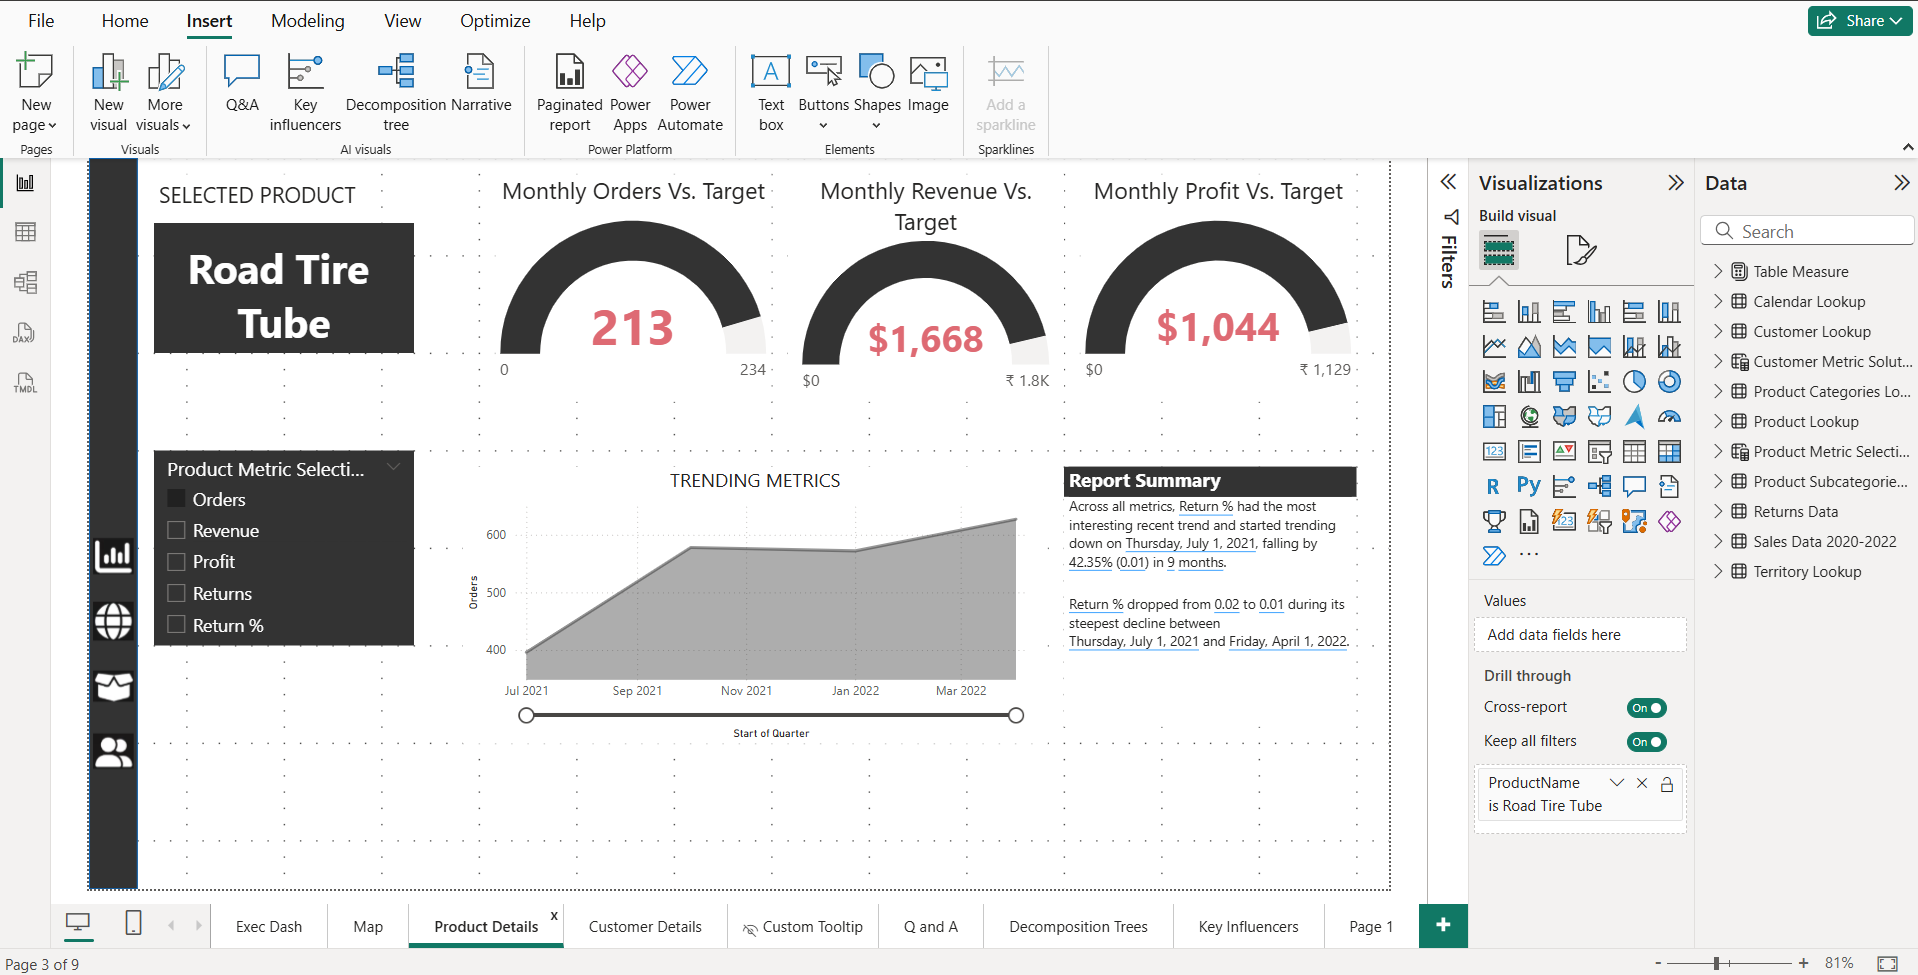 File
Home
Insert
Modeling
View
Optimize
Help
Share
New
page
Pages
New
visual
More
visuals
Visuals
Q&A
Key
influencers
Decomposition
tree
Narrative
AI visuals
Paginated
report
Power
Apps
Power
Automate
Power Platform
Text
box
Buttons
Shapes
Image
Elements
Add a
sparkline
Sparklines
DAX
TMDL
SELECTED PRODUCT
Road Tire
Tube
Monthly Orders Vs. Target
213
0
234
Monthly Revenue Vs.
Target
$1,668
$0
₹ 1.8K
Monthly Profit Vs. Target
$1,044
$0
₹ 1,129
Product Metric Selecti...
Orders
Revenue
Profit
Returns
Return %
TRENDING METRICS
Orders
600
500
400
Jul 2021
Sep 2021
Nov 2021
Jan 2022
Mar 2022
Start of Quarter
Report Summary
Across all metrics, Return % had the most
interesting recent trend and started trending
down on Thursday, July 1, 2021, falling by
42.35% (0.01) in 9 months.
Return % dropped from 0.02 to 0.01 during its
steepest decline between
Thursday, July 1, 2021 and Friday, April 1, 2022.
Filters
Visualizations
Build visual
123
R
Py
123
Values
Add data fields here
Drill through
Cross-report
On
Keep all filters
On
ProductName
is Road Tire Tube
Data
Search
Table Measure
Calendar Lookup
Customer Lookup
Customer Metric Solut...
Product Categories Lo...
Product Lookup
Product Metric Selecti...
Product Subcategorie...
Returns Data
Sales Data 2020-2022
Territory Lookup
Exec Dash
Map
Product Details
x
Customer Details
Custom Tooltip
Q and A
Decomposition Trees
Key Influencers
Page 1
+
Page 3 of 9
-
+
81%